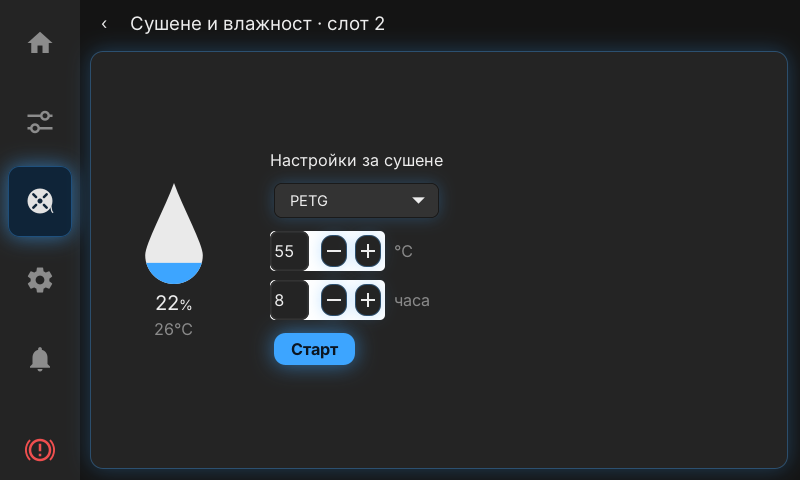 ‹ Сушене и влажност · слот 2
Настройки за сушене
PETG
55 − + °C
8 − + часа
Старт
22%
26°C